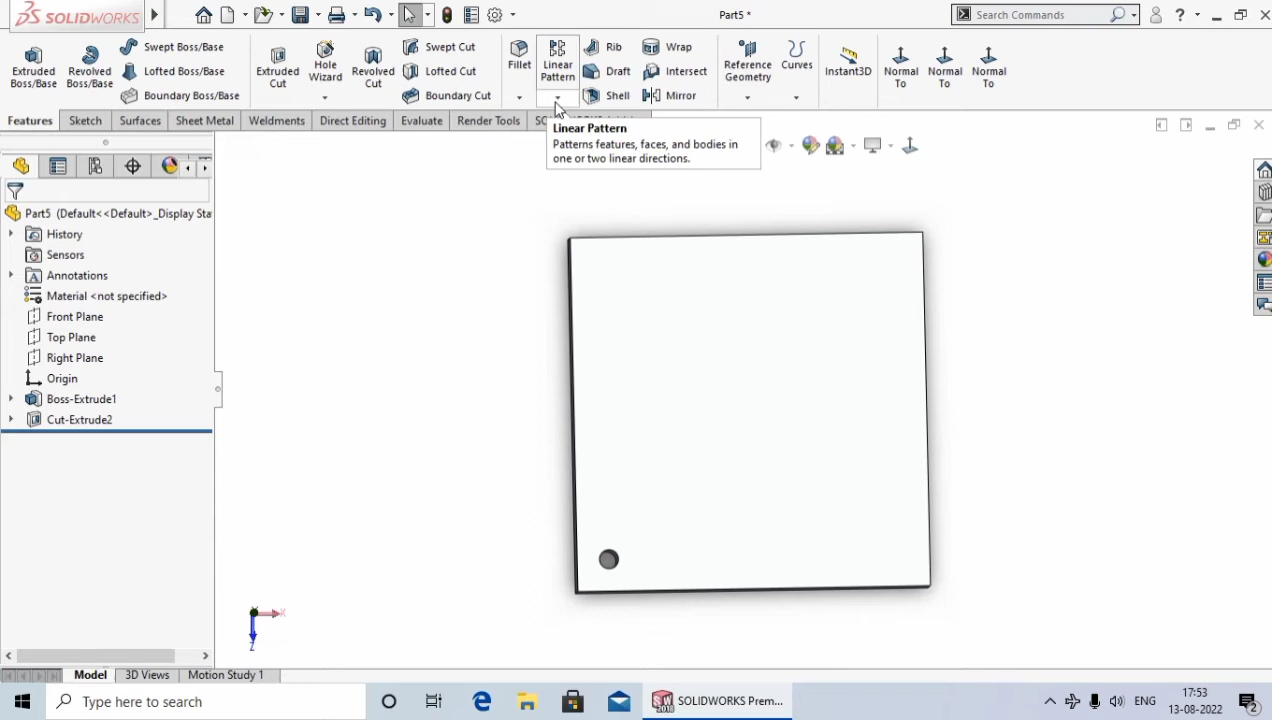 SOLIDWORKS
Part5 *
Search Commands
Extruded Boss/Base
Revolved Boss/Base
Swept Boss/Base
Lofted Boss/Base
Boundary Boss/Base
Extruded Cut
Hole Wizard
Revolved Cut
Swept Cut
Lofted Cut
Boundary Cut
Fillet
Linear Pattern
Rib
Draft
Shell
Wrap
Intersect
Mirror
Reference Geometry
Curves
Instant3D
Normal To
Normal To
Normal To
Features
Sketch
Surfaces
Sheet Metal
Weldments
Direct Editing
Evaluate
Render Tools
Linear Pattern
Patterns features, faces, and bodies in
one or two linear directions.
Part5 (Default<<Default>_Display Sta
History
Sensors
Annotations
Material <not specified>
Front Plane
Top Plane
Right Plane
Origin
Boss-Extrude1
Cut-Extrude2
X
Z
Model
3D Views
Motion Study 1
Type here to search
SOLIDWORKS Prem...
ENG
17:53
13-08-2022
2